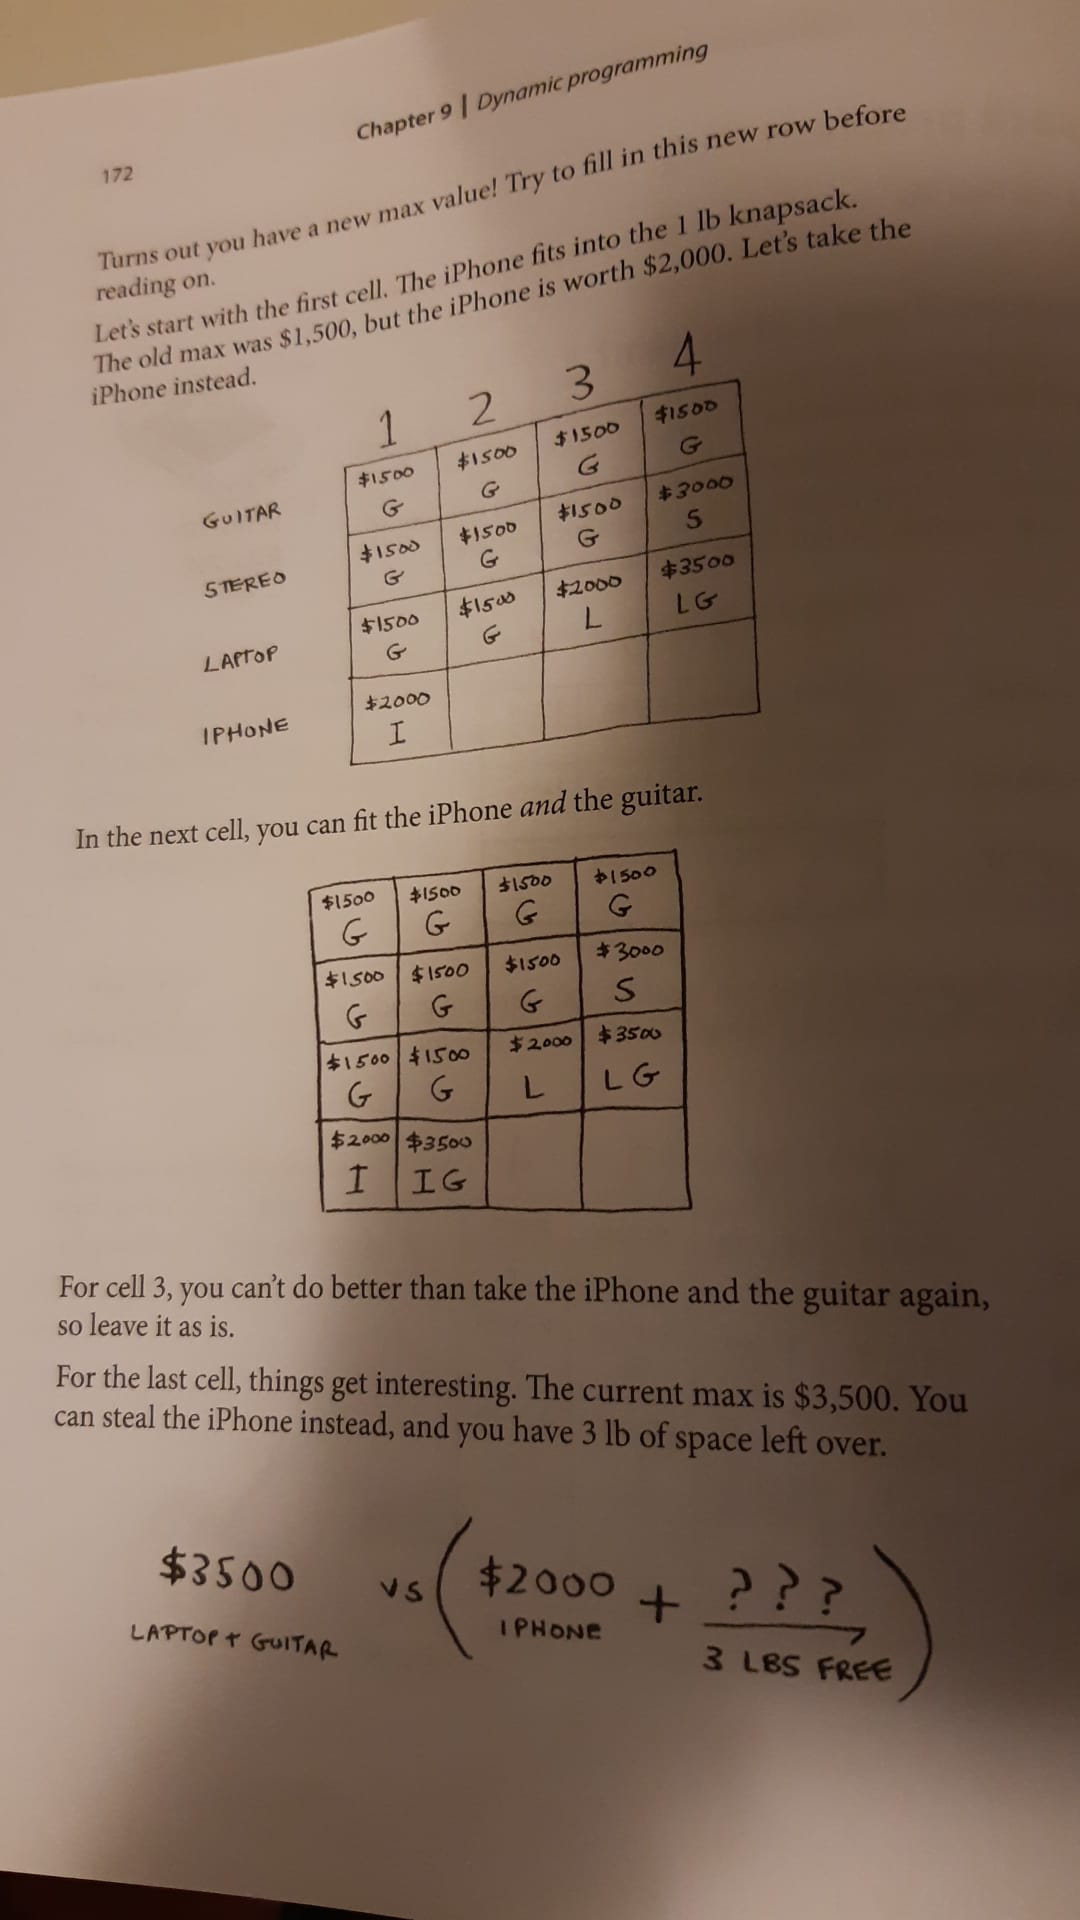 172
Chapter 9 | Dynamic programming
Turns out you have a new max value! Try to fill in this new row before
reading on.
Let's start with the first cell. The iPhone fits into the 1 lb knapsack.
The old max was $1,500, but the iPhone is worth $2,000. Let's take the
iPhone instead.
1 2 3 4
GUITAR $1500 G $1500 G $1500 G $1500 G
STEREO $1500 G $1500 G $1500 G $3000 S
LAPTOP $1500 G $1500 G $2000 L $3500 LG
IPHONE $2000 I
In the next cell, you can fit the iPhone and the guitar.
$1500 $1500 $1500 $1500
G G G G
$1500 $1500 $1500 $3000
G G G S
$1500 $1500 $2000 $3500
G G L LG
$2000 $3500
I IG
For cell 3, you can't do better than take the iPhone and the guitar again,
so leave it as is.
For the last cell, things get interesting. The current max is $3,500. You
can steal the iPhone instead, and you have 3 lb of space left over.
$3500 vs ( $2000 + ??? )
LAPTOP + GUITAR IPHONE 3 LBS FREE